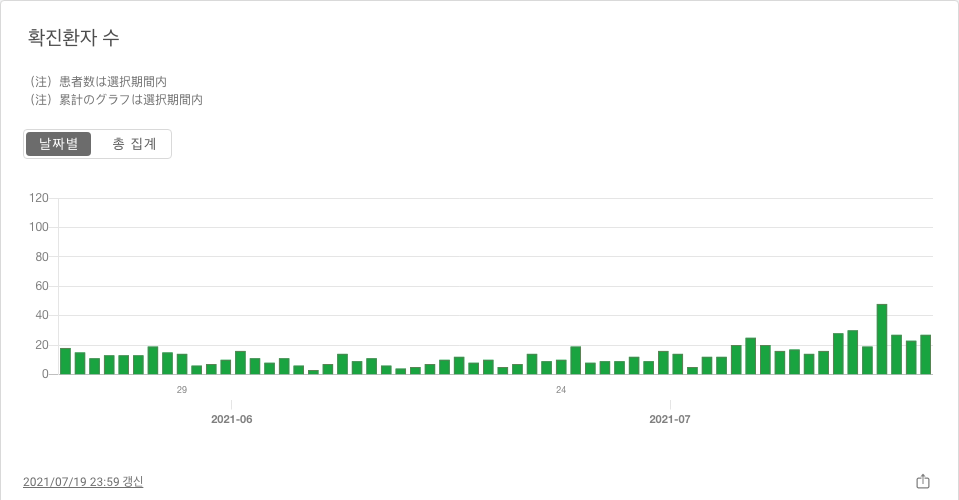 확진환자 수
（注）患者数は選択期間内
（注）累計のグラフは選択期間内
날짜별 총 집계
120
100
80
60
40
20
0
29 24
2021-06 2021-07
2021/07/19 23:59 갱신